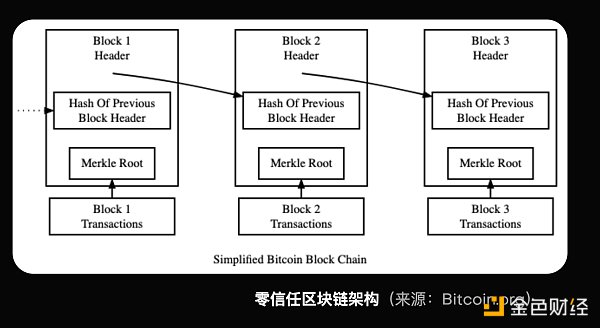 Block 1
Header
Block 2
Header
Block 3
Header
Hash Of Previous
Block Header
Hash Of Previous
Block Header
Hash Of Previous
Block Header
Merkle Root
Merkle Root
Merkle Root
Block 1
Transactions
Block 2
Transactions
Block 3
Transactions
Simplified Bitcoin Block Chain
零信任区块链架构（来源：Bitcoin.org）
金色财经